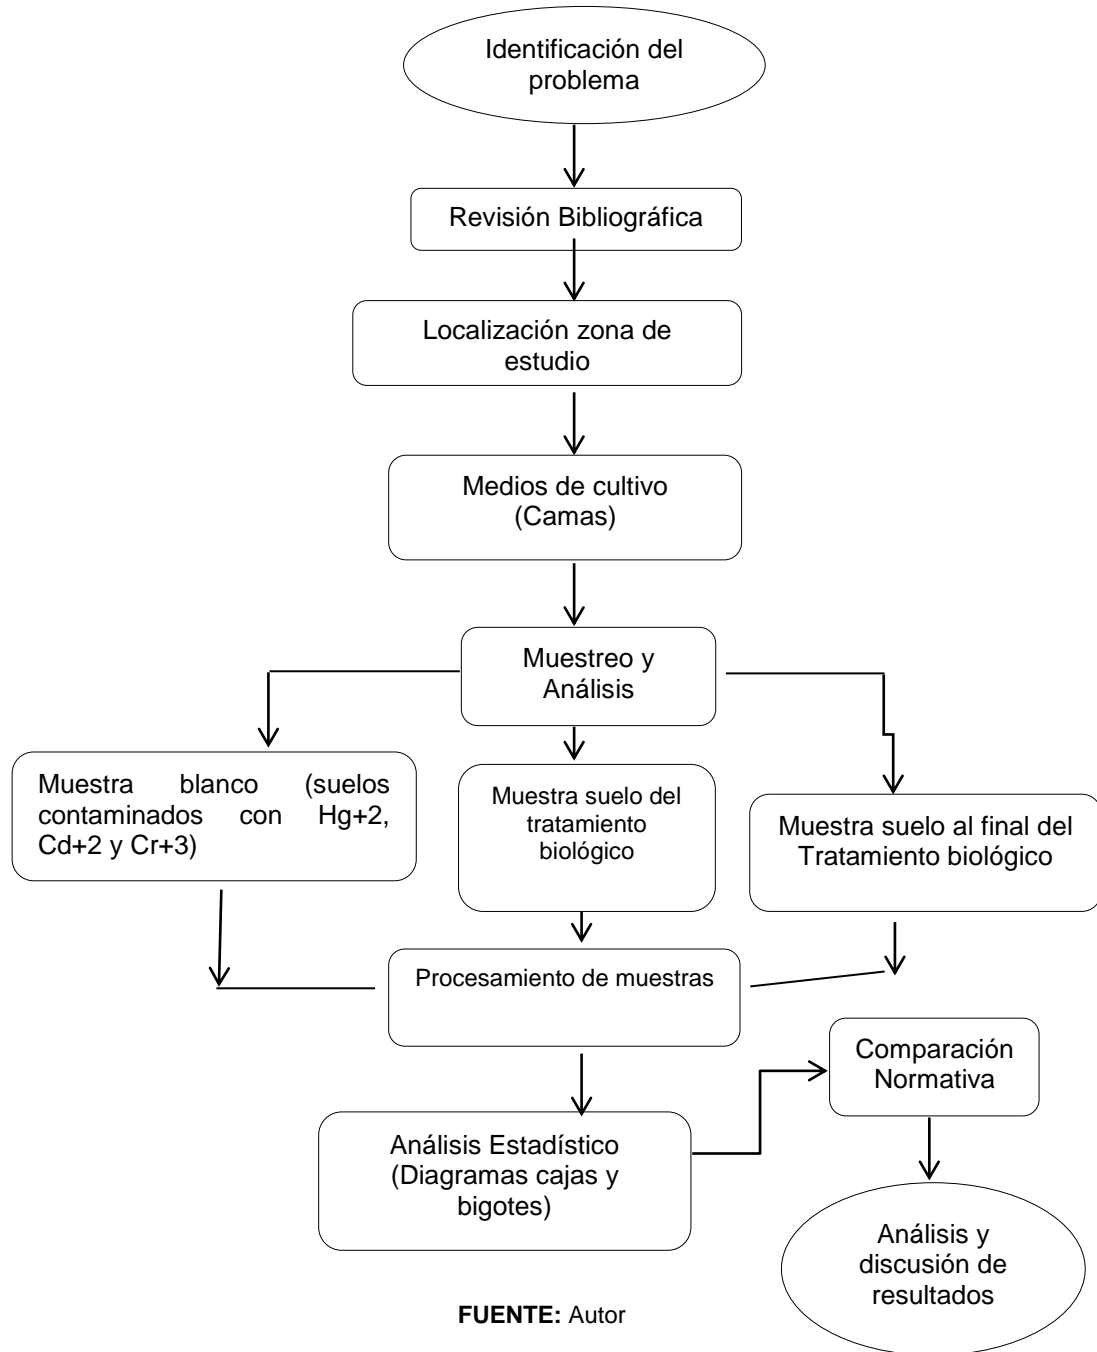 Identificación del
problema
Revisión Bibliográfica
Localización zona de
estudio
Medios de cultivo
(Camas)
Muestreo y
Análisis
Muestra blanco (suelos
contaminados con Hg+2,
Cd+2 y Cr+3)
Muestra suelo del
tratamiento
biológico
Muestra suelo al final del
Tratamiento biológico
Procesamiento de muestras
Comparación
Normativa
Análisis Estadístico
(Diagramas cajas y
bigotes)
Análisis y
discusión de
resultados
FUENTE: Autor